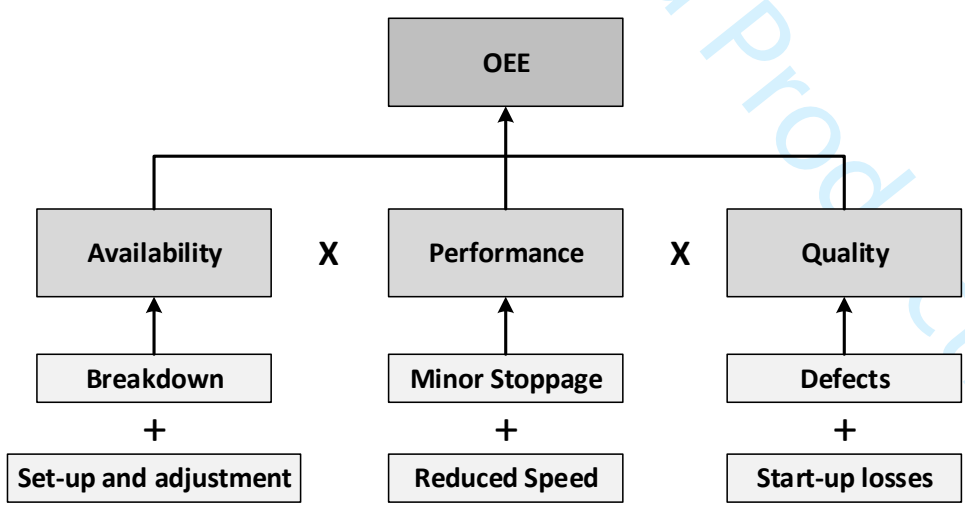 OEE
Availability X Performance X Quality
Breakdown Minor Stoppage Defects
+ + +
Set-up and adjustment Reduced Speed Start-up losses